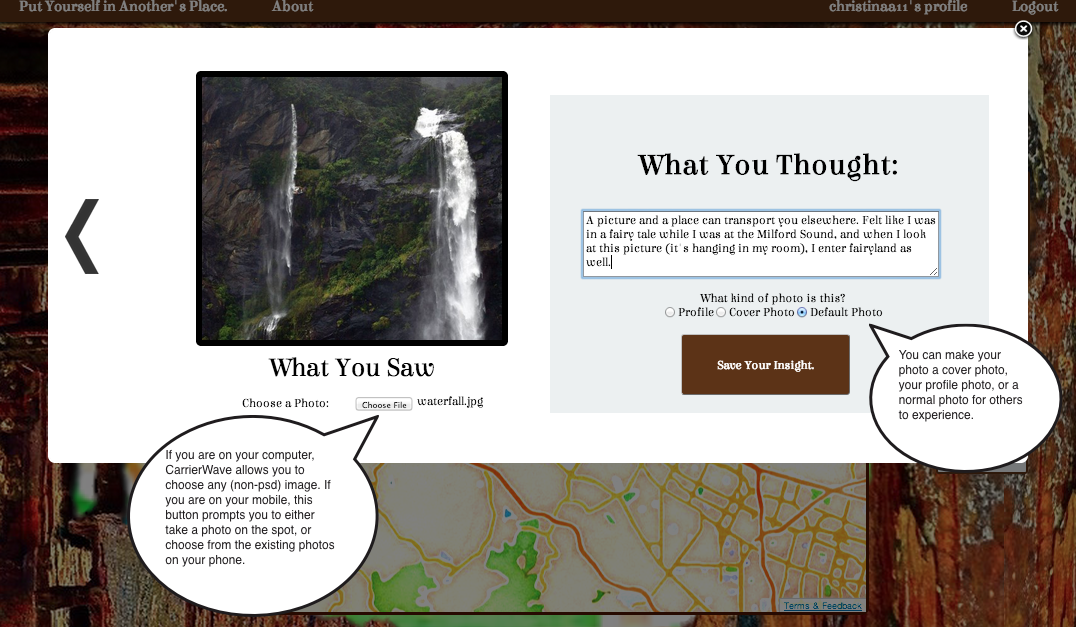 Put Yourself in Another's Place. About christinaa11's profile Logout
What You Thought:
A picture and a place can transport you elsewhere. Felt like I was
in a fairy tale while I was at the Milford Sound, and when I look
at this picture (it's hanging in my room), I enter fairyland as
well.
What kind of photo is this?
Profile Cover Photo Default Photo
Save Your Insight.
What You Saw
Choose a Photo: Choose File waterfall.jpg
You can make your
photo a cover photo,
your profile photo, or a
normal photo for others
to experience.
If you are on your computer,
CarrierWave allows you to
choose any (non-psd) image. If
you are on your mobile, this
button prompts you to either
take a photo on the spot, or
choose from the existing photos
on your phone.
Terms & Feedback